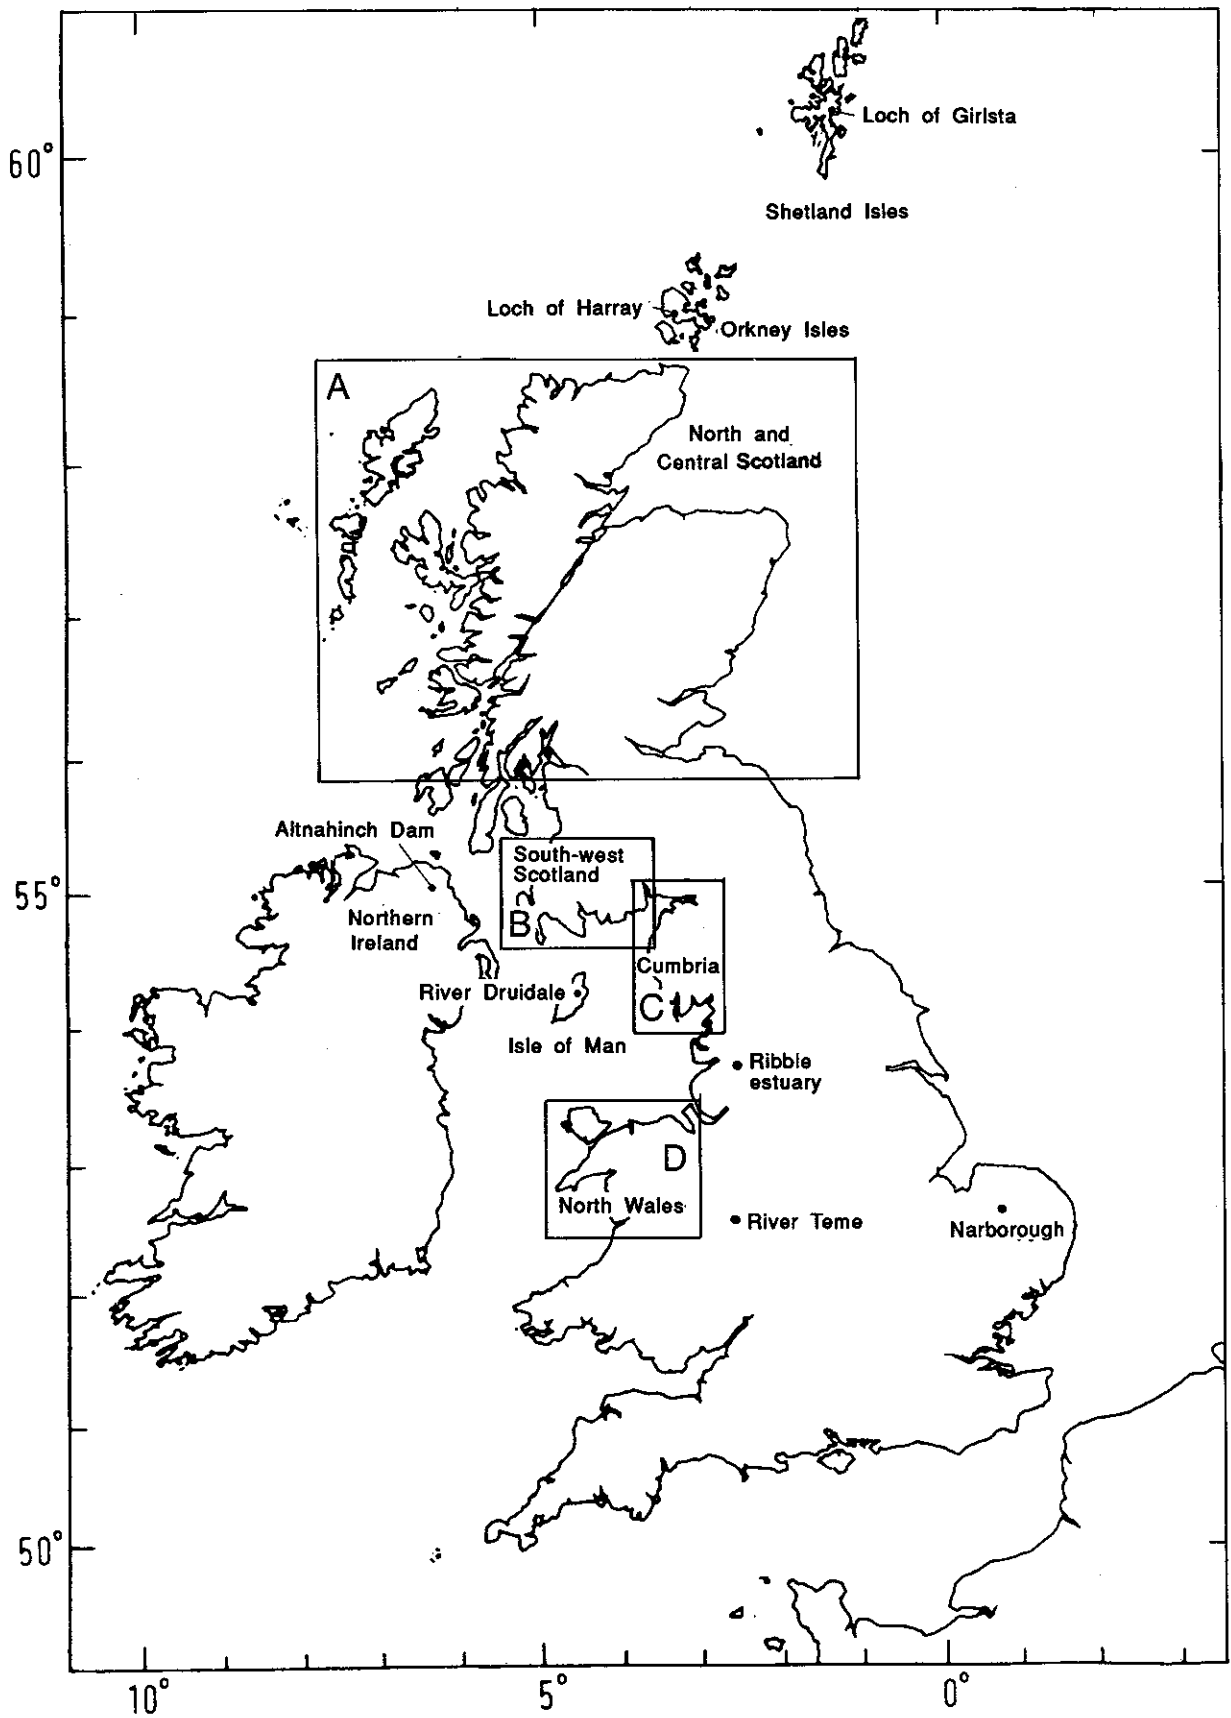 Loch of Girlsta
60°
Shetland Isles
Loch of Harray
Orkney Isles
A
North and
Central Scotland
Altnahinch Dam
South-west
Scotland
55°
B
Northern
Ireland
Cumbria
River Druidale
C
Isle of Man
Ribble
estuary
D
North Wales
River Teme
Narborough
50°
10°
5°
0°